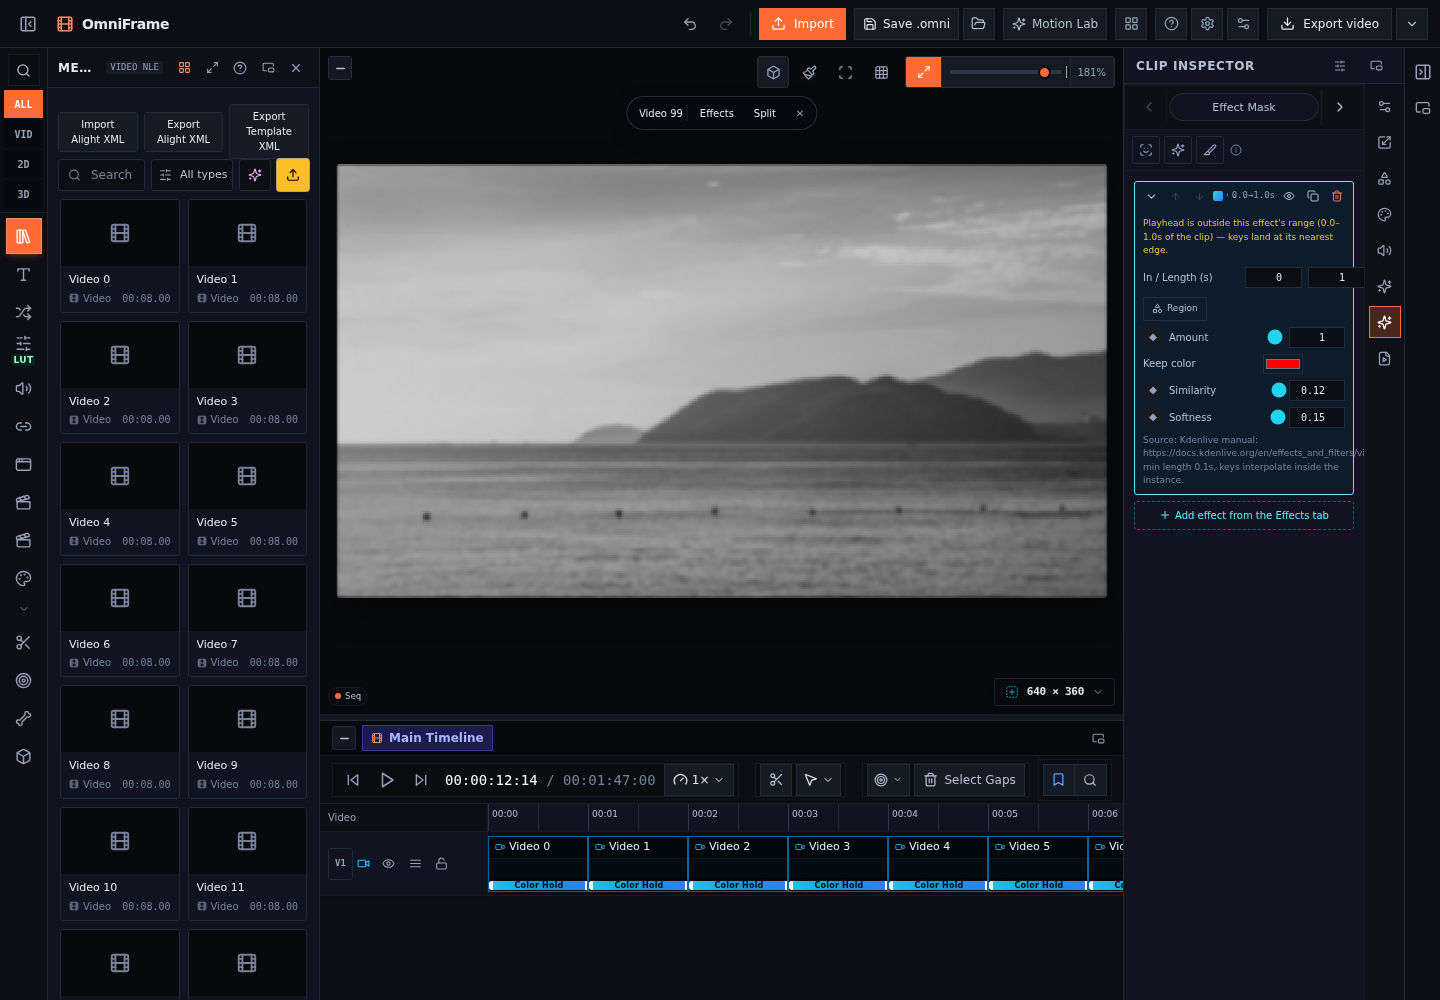 OmniFrame
Import
Save .omni
Motion Lab
Export video
ME...
VIDEO NLE
ALL
VID
2D
3D
LUT
Import
Alight XML
Export
Alight XML
Export
Template
XML
Search
All types
Video 0
Video 00:08.00
Video 1
Video 00:08.00
Video 2
Video 00:08.00
Video 3
Video 00:08.00
Video 4
Video 00:08.00
Video 5
Video 00:08.00
Video 6
Video 00:08.00
Video 7
Video 00:08.00
Video 8
Video 00:08.00
Video 9
Video 00:08.00
Video 10
Video 00:08.00
Video 11
Video 00:08.00
181%
Video 99
Effects
Split
Seq
640 × 360
Main Timeline
00:00:12:14 / 00:01:47:00
1×
Select Gaps
Video
00:00
00:01
00:02
00:03
00:04
00:05
00:06
V1
Video 0
Video 1
Video 2
Video 3
Video 4
Video 5
Color Hold
Color Hold
Color Hold
Color Hold
Color Hold
Color Hold
CLIP INSPECTOR
Effect Mask
0.0→1.0s
Playhead is outside this effect's range (0.0–
1.0s of the clip) — keys land at its nearest
edge.
In / Length (s)
0
1
Region
Amount
1
Keep color
Similarity
0.12
Softness
0.15
Source: Kdenlive manual:
https://docs.kdenlive.org/en/effects_and_filters/vi
min length 0.1s, keys interpolate inside the
instance.
+ Add effect from the Effects tab